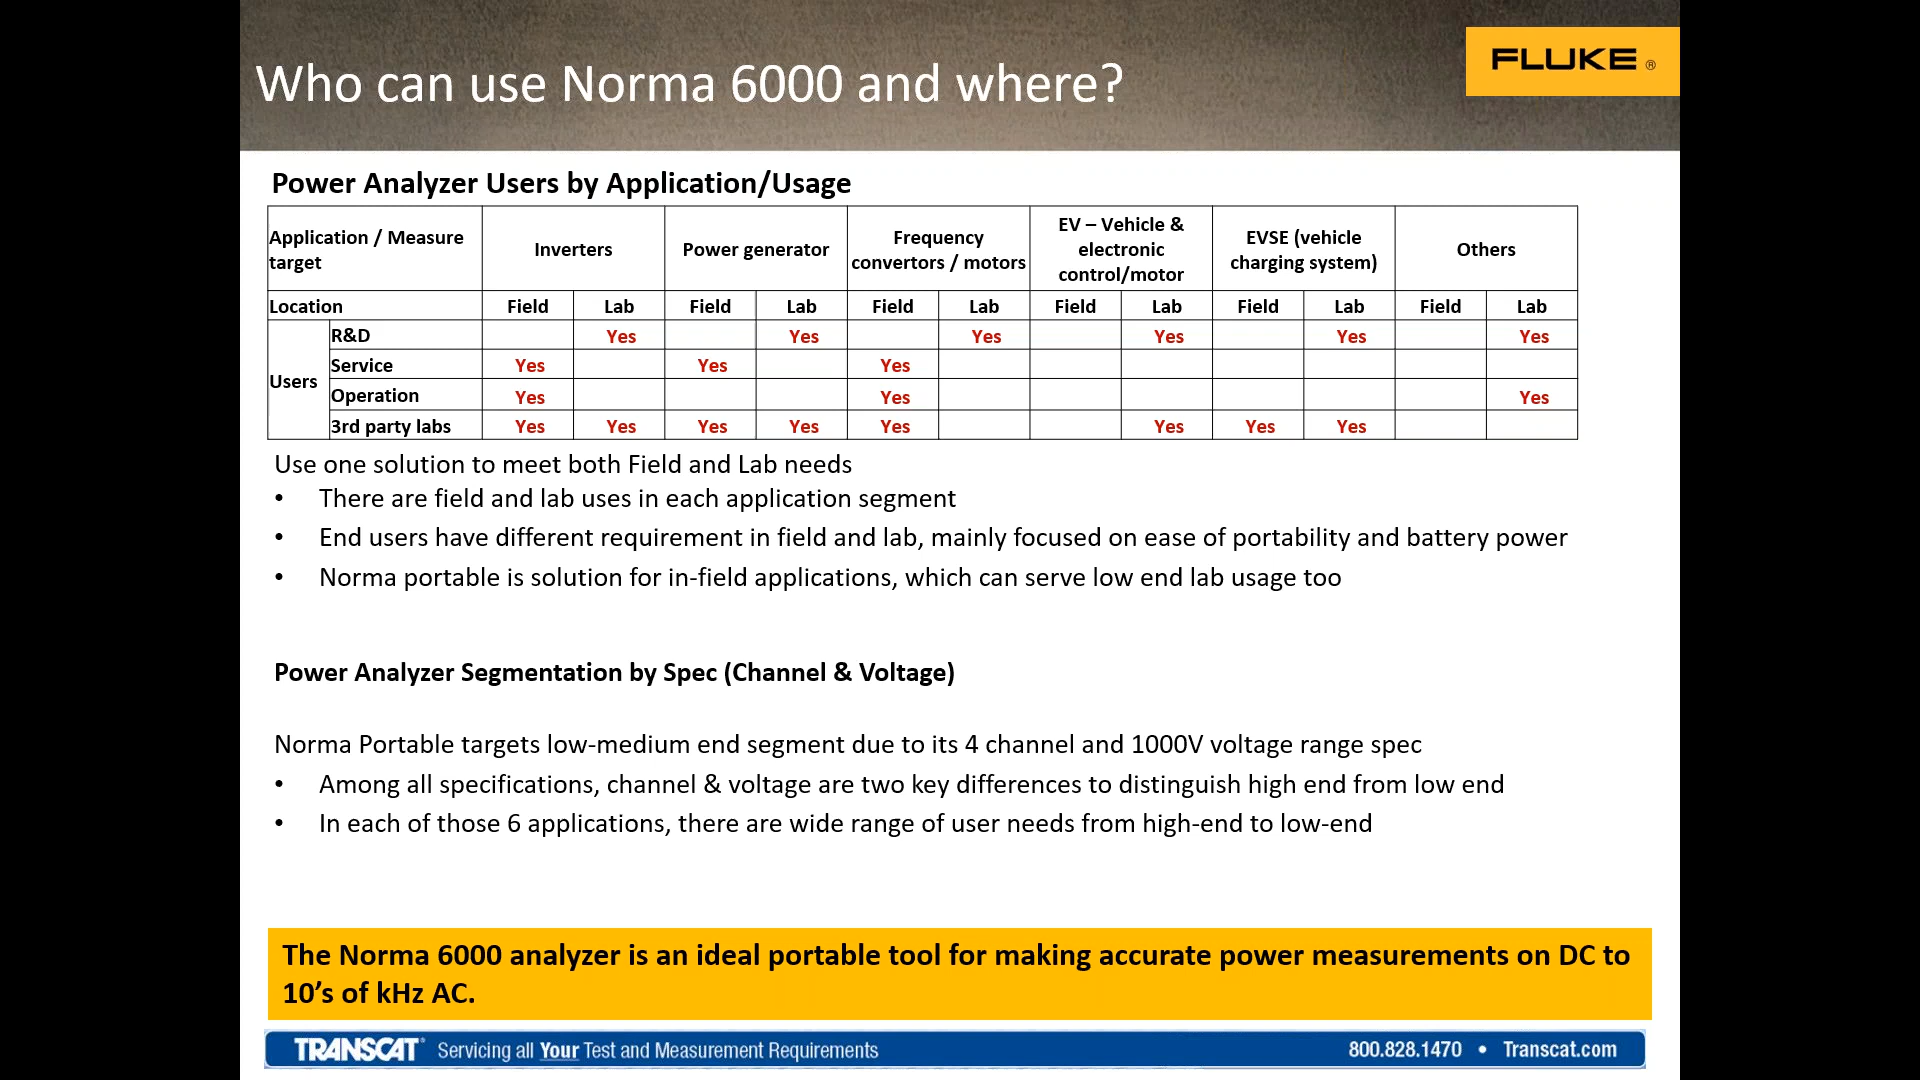 Who can use Norma 6000 and where?
FLUKE ®
Power Analyzer Users by Application/Usage
Application / Measure target Inverters Power generator Frequency convertors / motors EV – Vehicle & electronic control/motor EVSE (vehicle charging system) Others
Location Field Lab Field Lab Field Lab Field Lab Field Lab Field Lab
Users
R&D Yes Yes Yes Yes Yes Yes
Service Yes Yes Yes
Operation Yes Yes Yes
3rd party labs Yes Yes Yes Yes Yes Yes Yes Yes
Use one solution to meet both Field and Lab needs
• There are field and lab uses in each application segment
• End users have different requirement in field and lab, mainly focused on ease of portability and battery power
• Norma portable is solution for in-field applications, which can serve low end lab usage too
Power Analyzer Segmentation by Spec (Channel & Voltage)
Norma Portable targets low-medium end segment due to its 4 channel and 1000V voltage range spec
• Among all specifications, channel & voltage are two key differences to distinguish high end from low end
• In each of those 6 applications, there are wide range of user needs from high-end to low-end
The Norma 6000 analyzer is an ideal portable tool for making accurate power measurements on DC to
10’s of kHz AC.
TRANSCAT® Servicing all Your Test and Measurement Requirements 800.828.1470 • Transcat.com